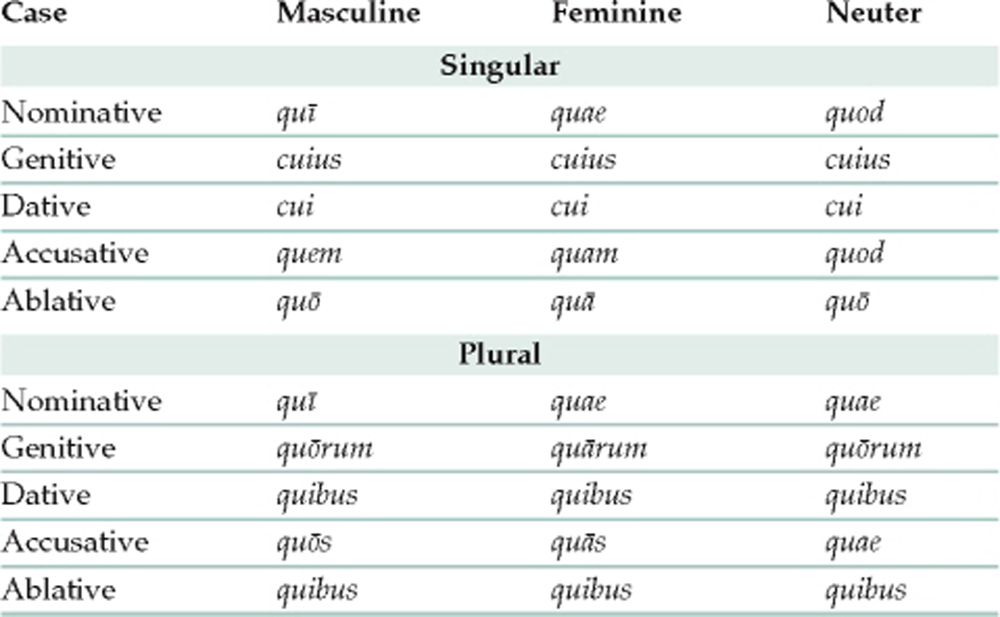 Case Masculine Feminine Neuter
Singular
Nominative quī quae quod
Genitive cuius cuius cuius
Dative cui cui cui
Accusative quem quam quod
Ablative quō quā quō
Plural
Nominative quī quae quae
Genitive quōrum quārum quōrum
Dative quibus quibus quibus
Accusative quōs quās quae
Ablative quibus quibus quibus